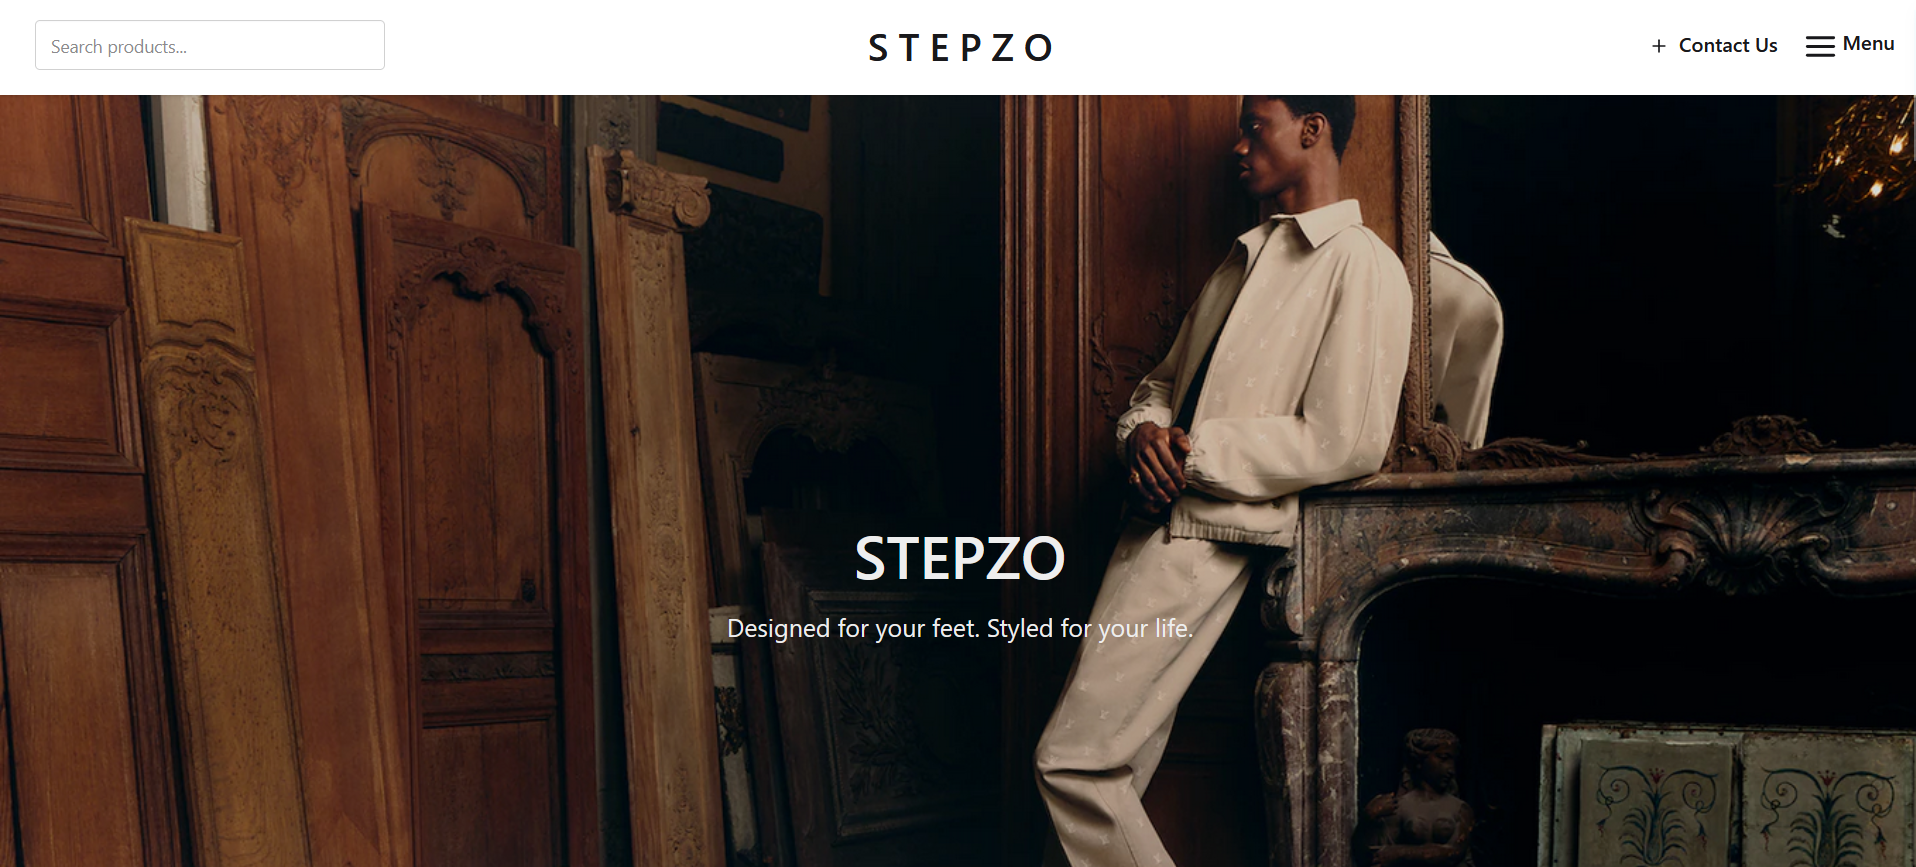 Search products...
STEPZO
+ Contact Us
Menu
STEPZO
Designed for your feet. Styled for your life.